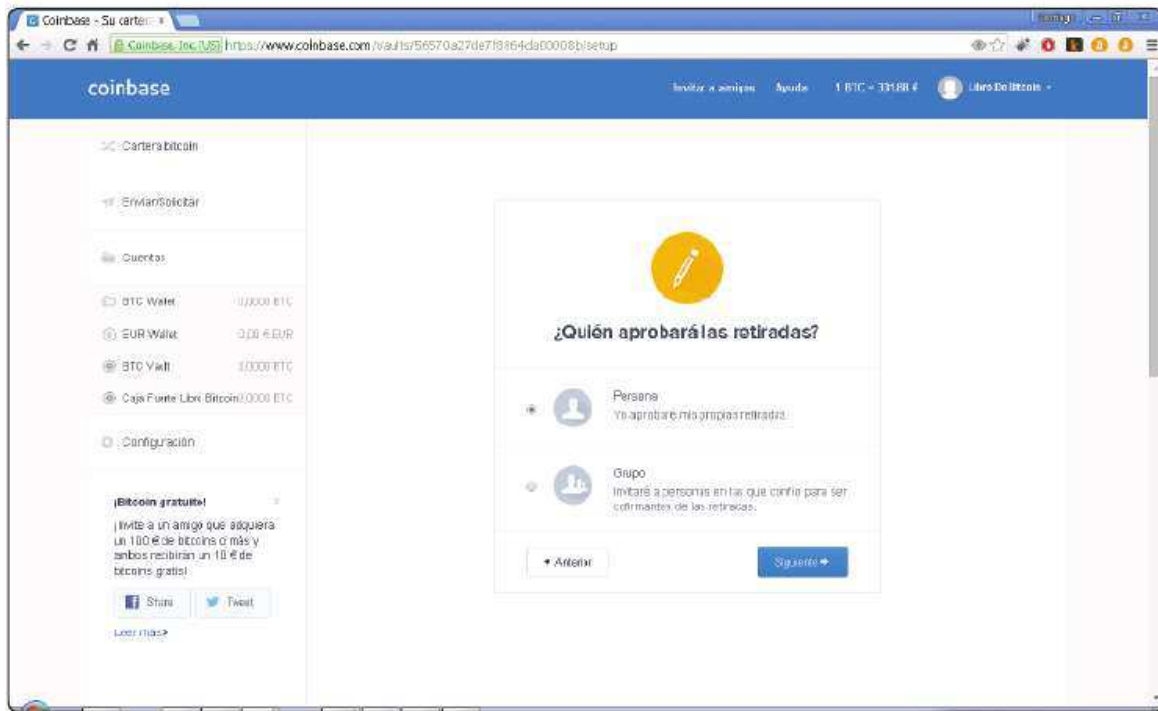 Coinbase - Su carter
Coinbase, Inc. [US] https://www.coinbase.com/vaults/56570a27de7f8864da00008b/setup
coinbase
Invitar a amigos Ayuda 1 BTC = 331.88 € Libro De Bitcoin
Cartera bitcoin
Enviar/Solicitar
Cuentas
BTC Wallet 0,0000 BTC
EUR Wallet 0,00 € EUR
BTC Vault 0,0000 BTC
Caja Fuerte Libro Bitcoin 0,0000 BTC
Configuración
¡Bitcoin gratuito! x
¡Invite a un amigo que adquiera
un 100 € de bitcoins o más y
ambos recibirán un 10 € de
bitcoins gratis!
Share Tweet
Leer más>
¿Quién aprobará las retiradas?
Persona
Yo aprobaré mis propias retiradas.
Grupo
Invitaré a personas en las que confío para ser
cofirmantes de las retiradas.
Anterior Siguiente